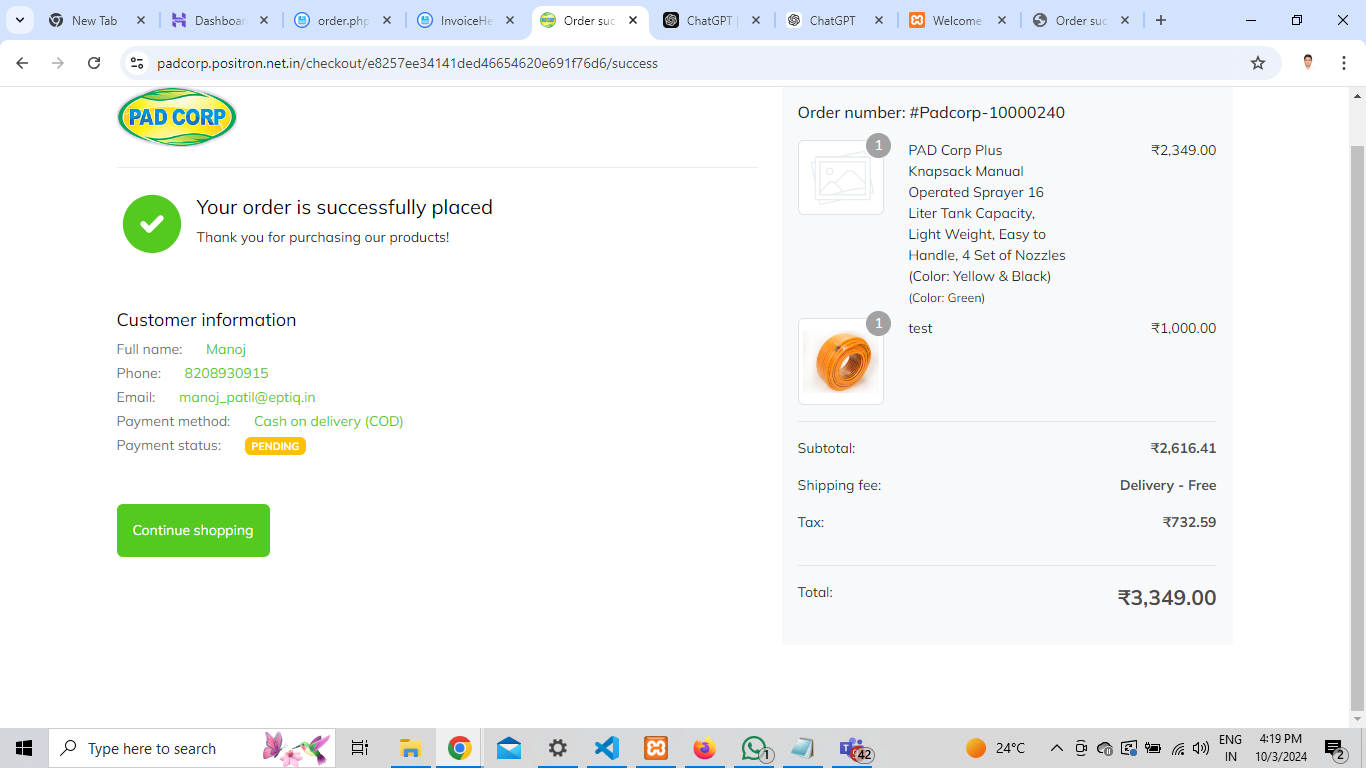 New Tab
Dashboar
order.php
InvoiceHe
Order suc
ChatGPT
ChatGPT
Welcome
Order suc
padcorp.positron.net.in/checkout/e8257ee34141ded46654620e691f76d6/success
PAD CORP
Your order is successfully placed
Thank you for purchasing our products!
Customer information
Full name: Manoj
Phone: 8208930915
Email: manoj_patil@eptiq.in
Payment method: Cash on delivery (COD)
Payment status: PENDING
Continue shopping
Order number: #Padcorp-10000240
1
PAD Corp Plus ₹2,349.00
Knapsack Manual
Operated Sprayer 16
Liter Tank Capacity,
Light Weight, Easy to
Handle, 4 Set of Nozzles
(Color: Yellow & Black)
(Color: Green)
1
test ₹1,000.00
Subtotal: ₹2,616.41
Shipping fee: Delivery - Free
Tax: ₹732.59
Total: ₹3,349.00
Type here to search
1
42
24°C
ENG
IN
4:19 PM
10/3/2024
2